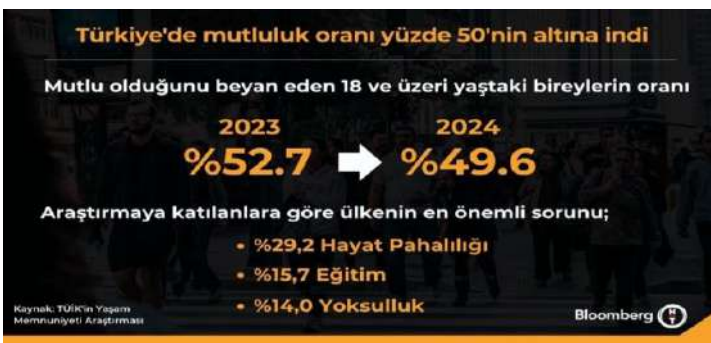 Türkiye'de mutluluk oranı yüzde 50'nin altına indi
Mutlu olduğunu beyan eden 18 ve üzeri yaştaki bireylerin oranı
2023 2024
%52.7 %49.6
Araştırmaya katılanlara göre ülkenin en önemli sorunu;
• %29,2 Hayat Pahalılığı
• %15,7 Eğitim
• %14,0 Yoksulluk
Kaynak: TÜİK'in Yaşam
Memnuniyeti Araştırması
Bloomberg HT